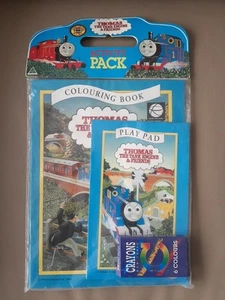 THOMAS
THE TANK ENGINE
& FRIENDS
PACK
COLOURING BOOK
THOMAS
THE TANK ENGINE
PLAY PAD
THOMAS
THE TANK ENGINE
& FRIENDS
CRAYONS
6 COLOURS